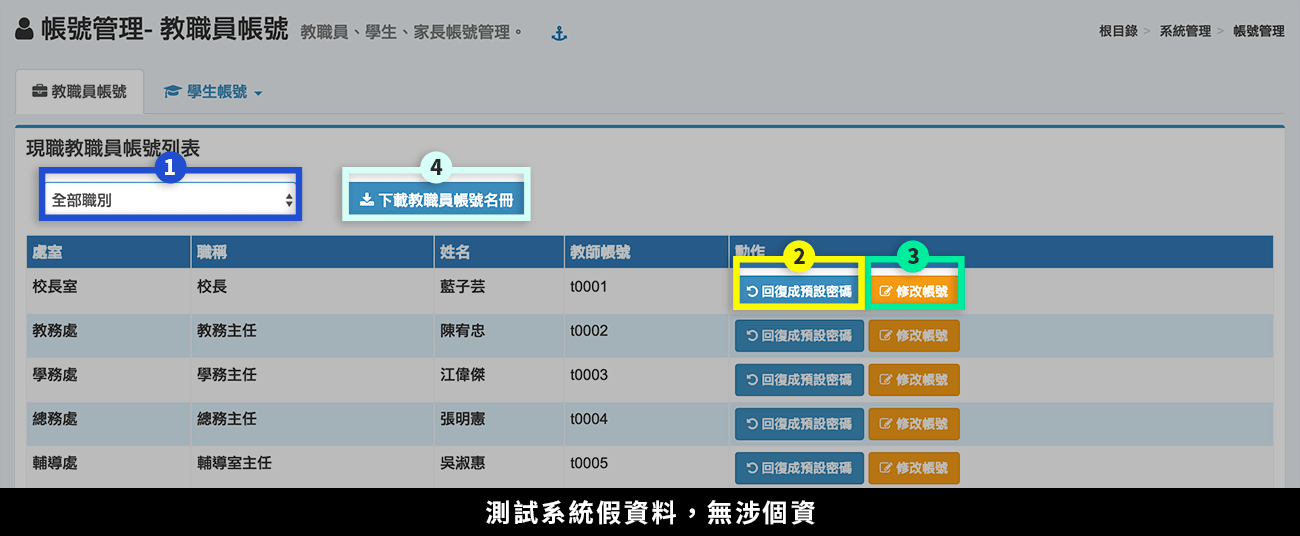 帳號管理- 教職員帳號 教職員、學生、家長帳號管理。 根目錄 > 系統管理 > 帳號管理
教職員帳號 學生帳號
現職教職員帳號列表
1 4
全部職別 下載教職員帳號名冊
處室 職稱 姓名 教師帳號 動作
2 3
校長室 校長 藍子芸 t0001 回復成預設密碼 修改帳號
教務處 教務主任 陳宥忠 t0002 回復成預設密碼 修改帳號
學務處 學務主任 江偉傑 t0003 回復成預設密碼 修改帳號
總務處 總務主任 張明憲 t0004 回復成預設密碼 修改帳號
輔導處 輔導室主任 吳淑惠 t0005 回復成預設密碼 修改帳號
測試系統假資料，無涉個資